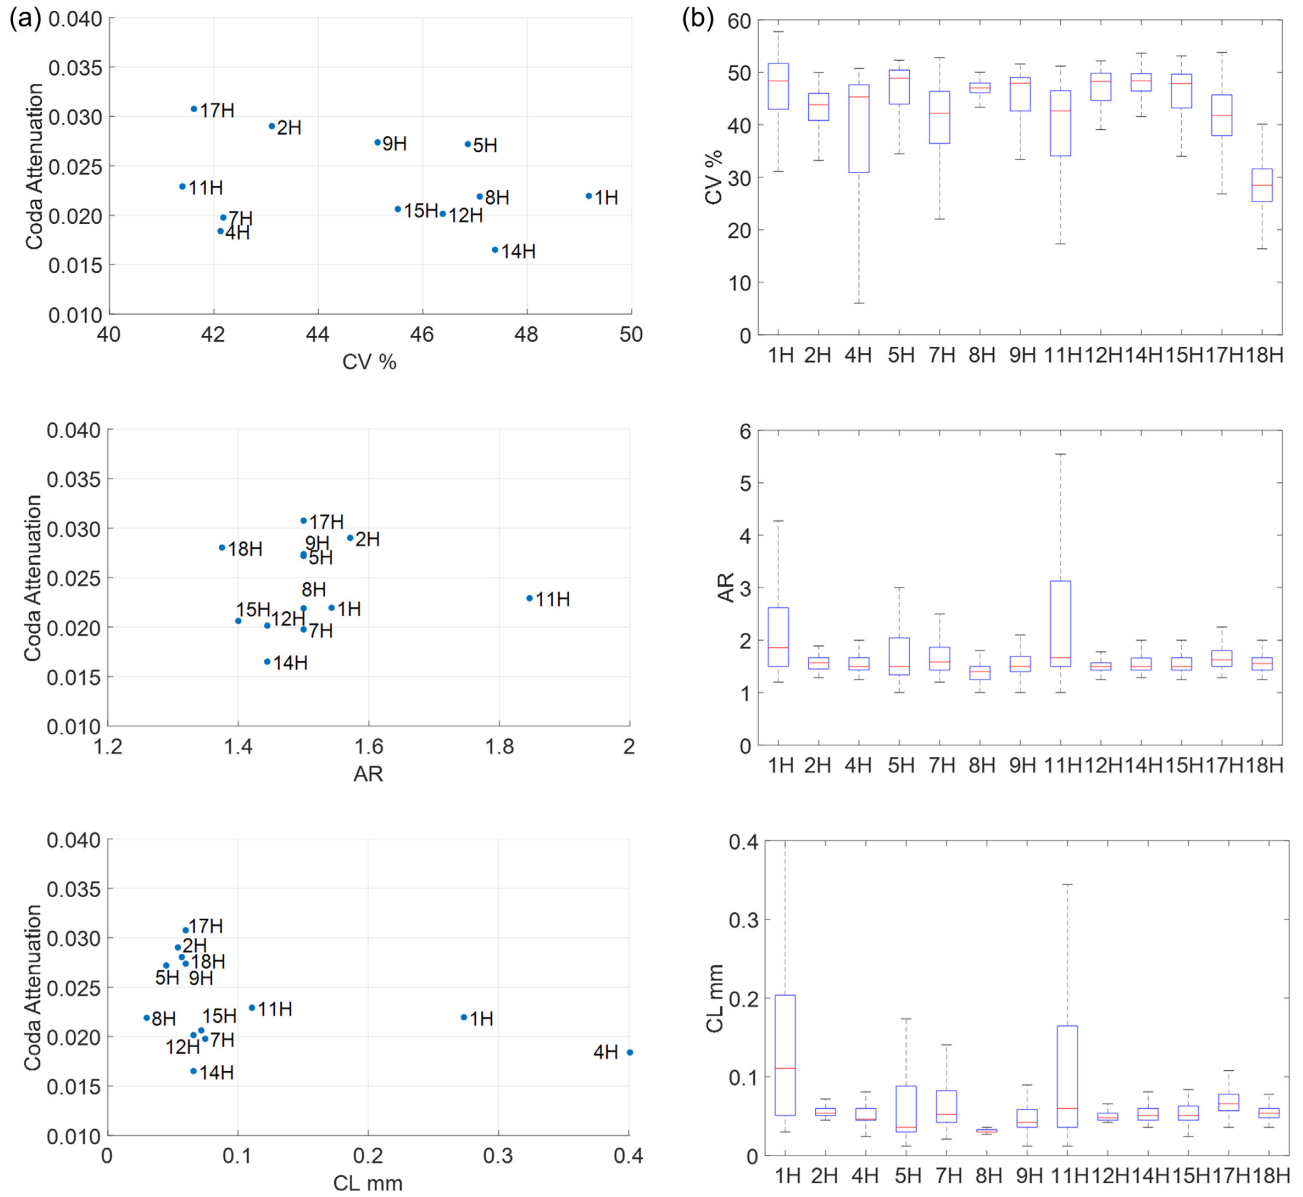 (a)
0.040
0.035
0.030
0.025
0.020
0.015
0.010
Coda Attenuation
17H
2H
9H
5H
11H
8H
1H
15H
12H
7H
4H
14H
40 42 44 46 48 50
CV %
0.040
0.035
0.030
0.025
0.020
0.015
0.010
Coda Attenuation
17H
2H
9H
18H
5H
8H
11H
15H
12H
1H
7H
14H
1.2 1.4 1.6 1.8 2
AR
0.040
0.035
0.030
0.025
0.020
0.015
0.010
Coda Attenuation
17H
2H
18H
5H 9H
11H
8H
15H
1H
12H
7H
4H
14H
0 0.1 0.2 0.3 0.4
CL mm
(b)
60
50
40
30
20
10
0
CV %
1H 2H 4H 5H 7H 8H 9H 11H 12H 14H 15H 17H 18H
6
5
4
3
2
1
0
AR
1H 2H 4H 5H 7H 8H 9H 11H 12H 14H 15H 17H 18H
0.4
0.3
0.2
0.1
0
CL mm
1H 2H 4H 5H 7H 8H 9H 11H 12H 14H 15H 17H 18H